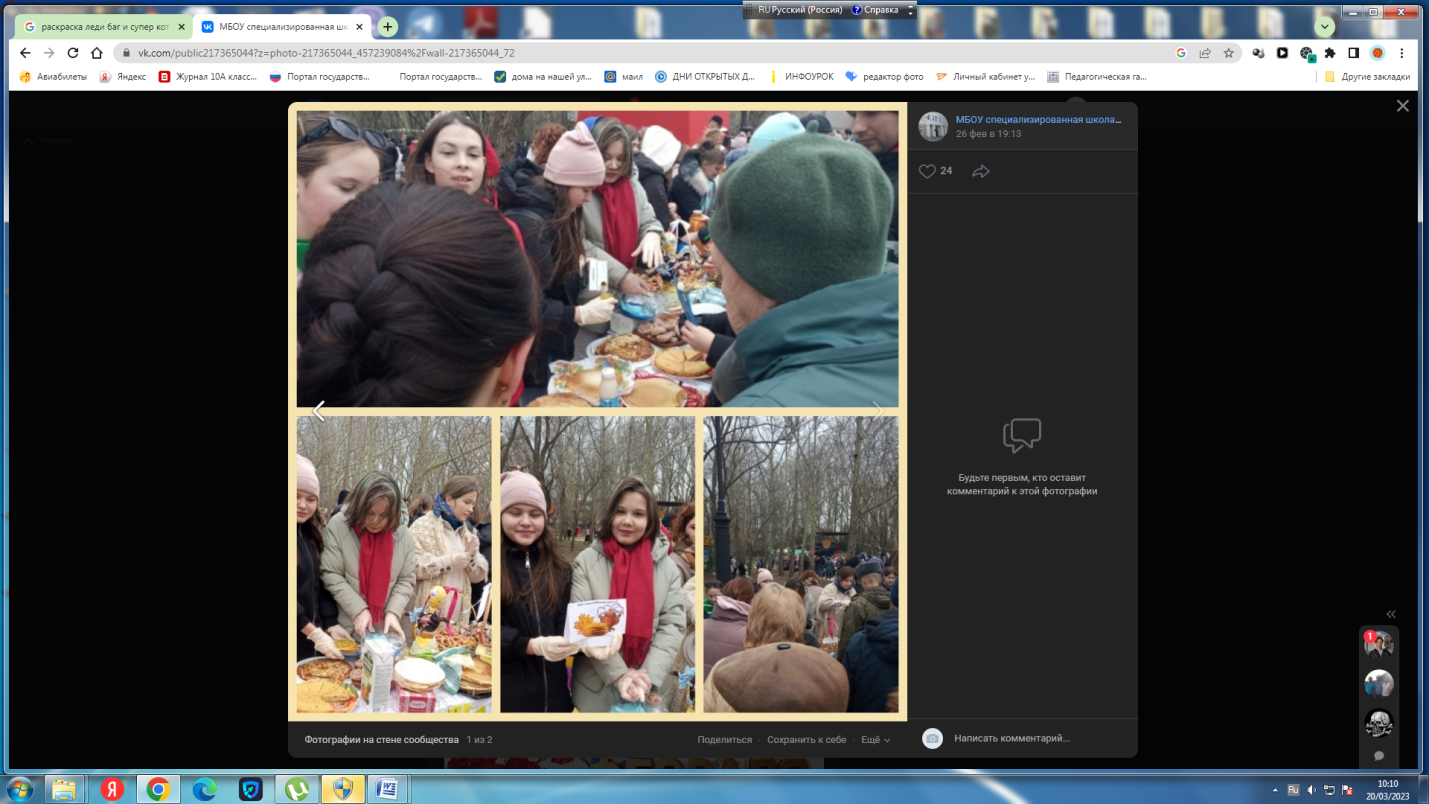 RU Русский (Россия) Справка
раскраска леди баг и супер кот
МБОУ специализированная шк
vk.com/public217365044?z=photo-217365044_457239084%2Fwall-217365044_72
Авиабилеты Яндекс Журнал 10А класс... Портал государств... Портал государств... дома на нашей ул... маил ДНИ ОТКРЫТЫХ Д... ИНФОУРОК редактор фото Личный кабинет у... Педагогическая га... Другие закладки
МБОУ специализированная школа...
26 фев в 19:13
24
Будьте первым, кто оставит
комментарий к этой фотографии
1
Фотографии на стене сообщества 1 из 2 Поделиться · Сохранить к себе · Ещё
Написать комментарий...
Ru
10:10
20/03/2023